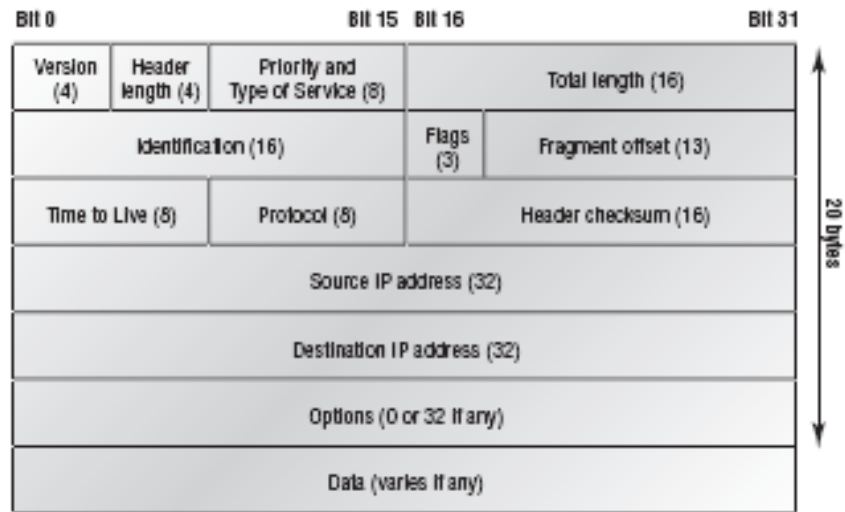 Bit 0 Bit 15 Bit 16 Bit 31
Version
(4)
Header
length (4)
Priority and
Type of Service (8)
Total length (16)
Identification (16)
Flags
(3)
Fragment offset (13)
Time to Live (8)
Protocol (8)
Header checksum (16)
Source IP address (32)
Destination IP address (32)
Options (0 or 32 if any)
Data (varies if any)
20 bytes